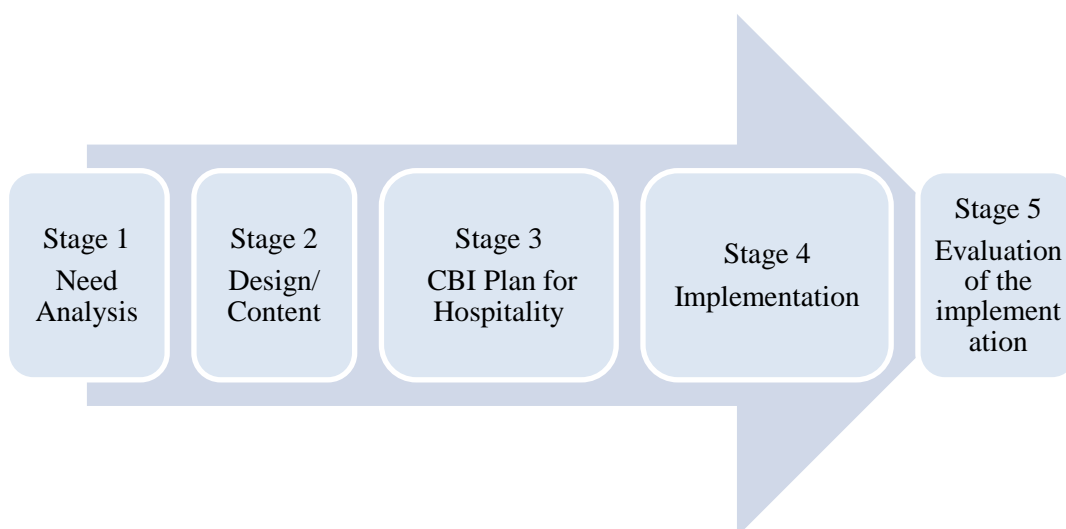 Stage 1
Need
Analysis
Stage 2
Design/
Content
Stage 3
CBI Plan for
Hospitality
Stage 4
Implementation
Stage 5
Evaluation
of the
implement
ation